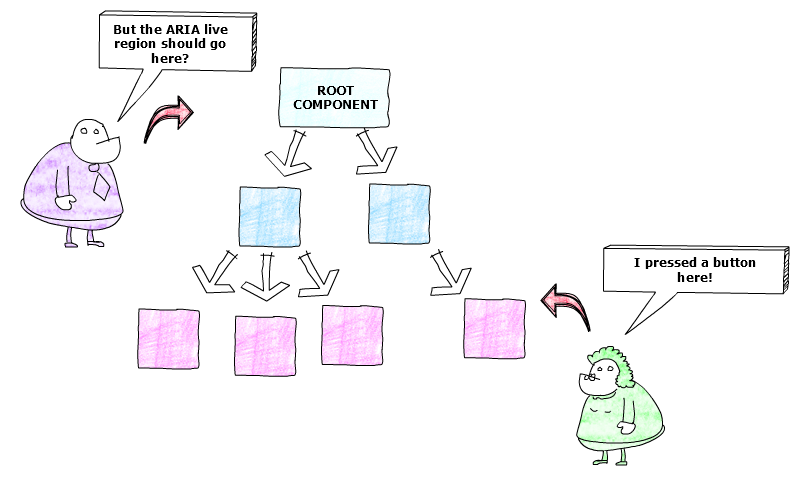 But the ARIA live
region should go
here?
ROOT
COMPONENT
I pressed a button
here!